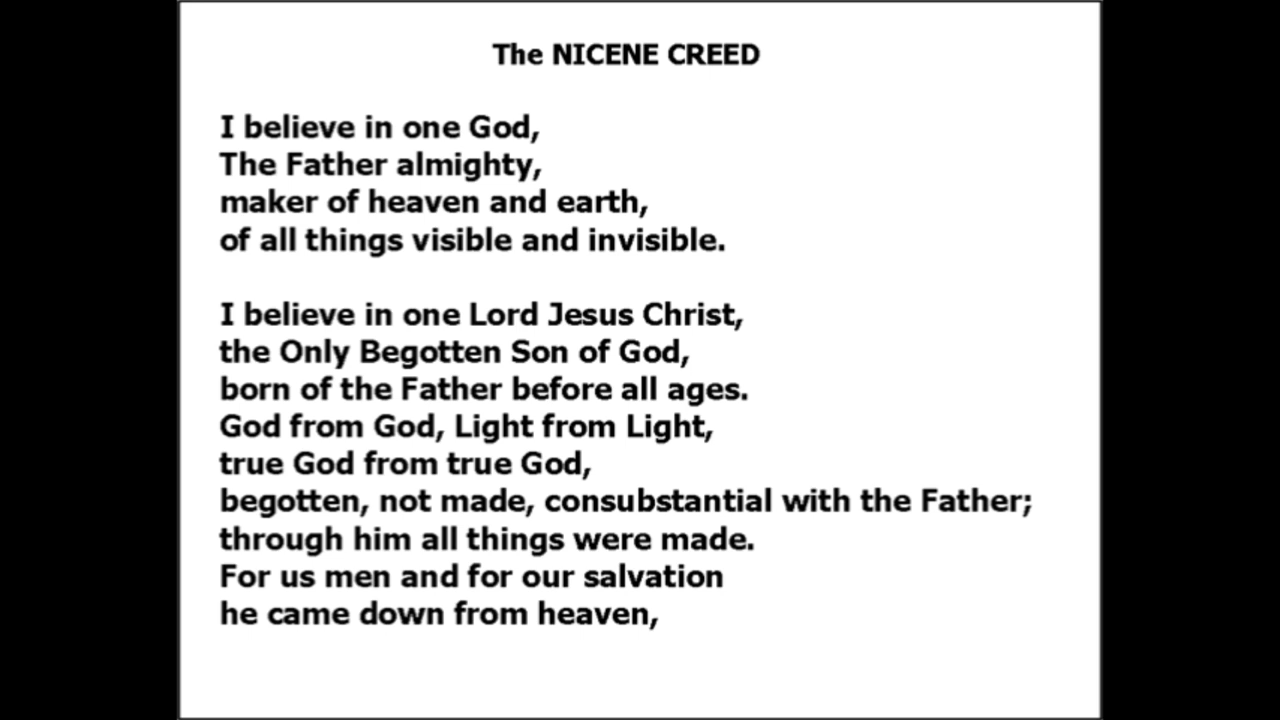 The NICENE CREED
I believe in one God,
The Father almighty,
maker of heaven and earth,
of all things visible and invisible.
I believe in one Lord Jesus Christ,
the Only Begotten Son of God,
born of the Father before all ages.
God from God, Light from Light,
true God from true God,
begotten, not made, consubstantial with the Father;
through him all things were made.
For us men and for our salvation
he came down from heaven,